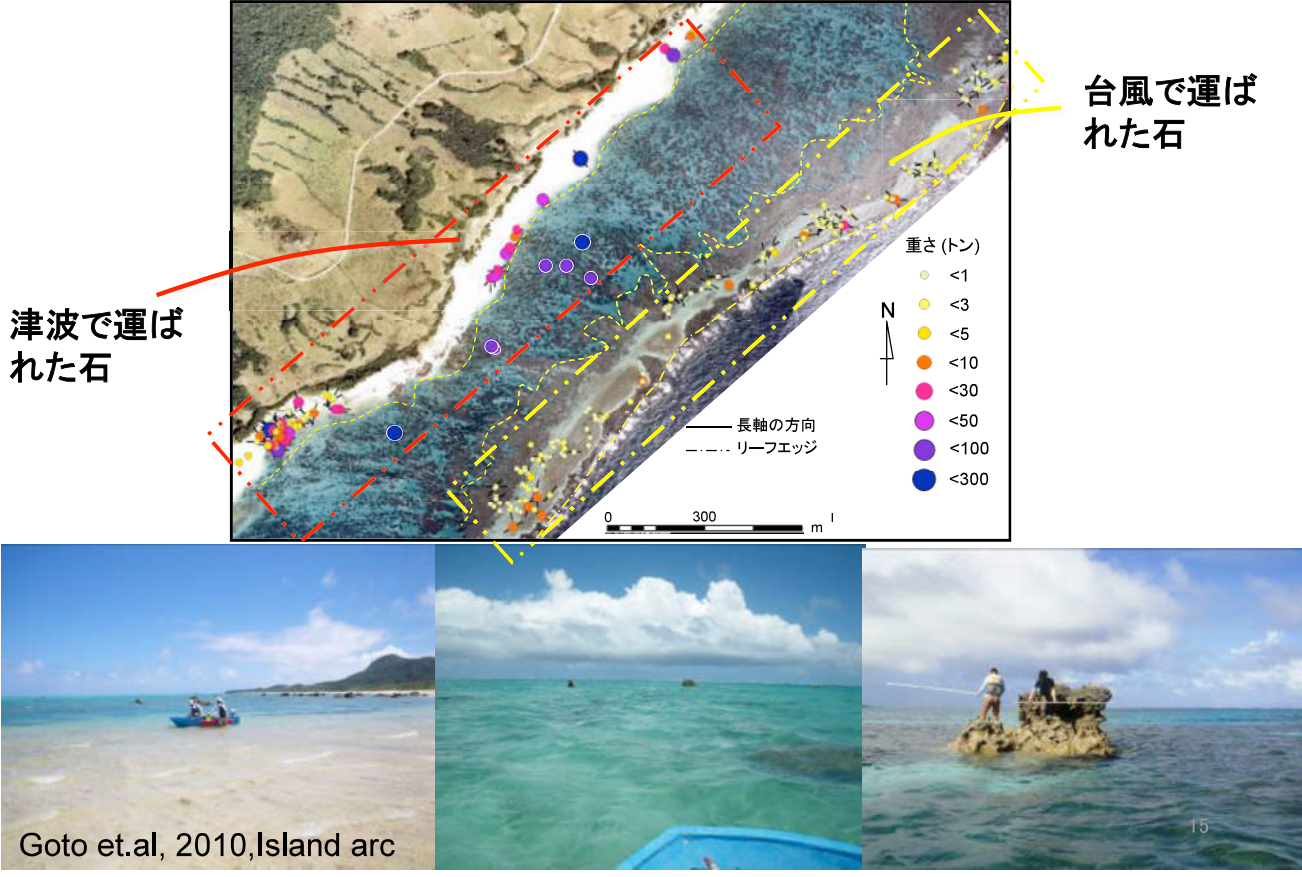 台風で運ば
れた石
津波で運ば
れた石
重さ (トン)
<1
<3
<5
<10
<30
<50
<100
<300
N
長軸の方向
リーフエッジ
0 300
m
Goto et.al, 2010,Island arc
15